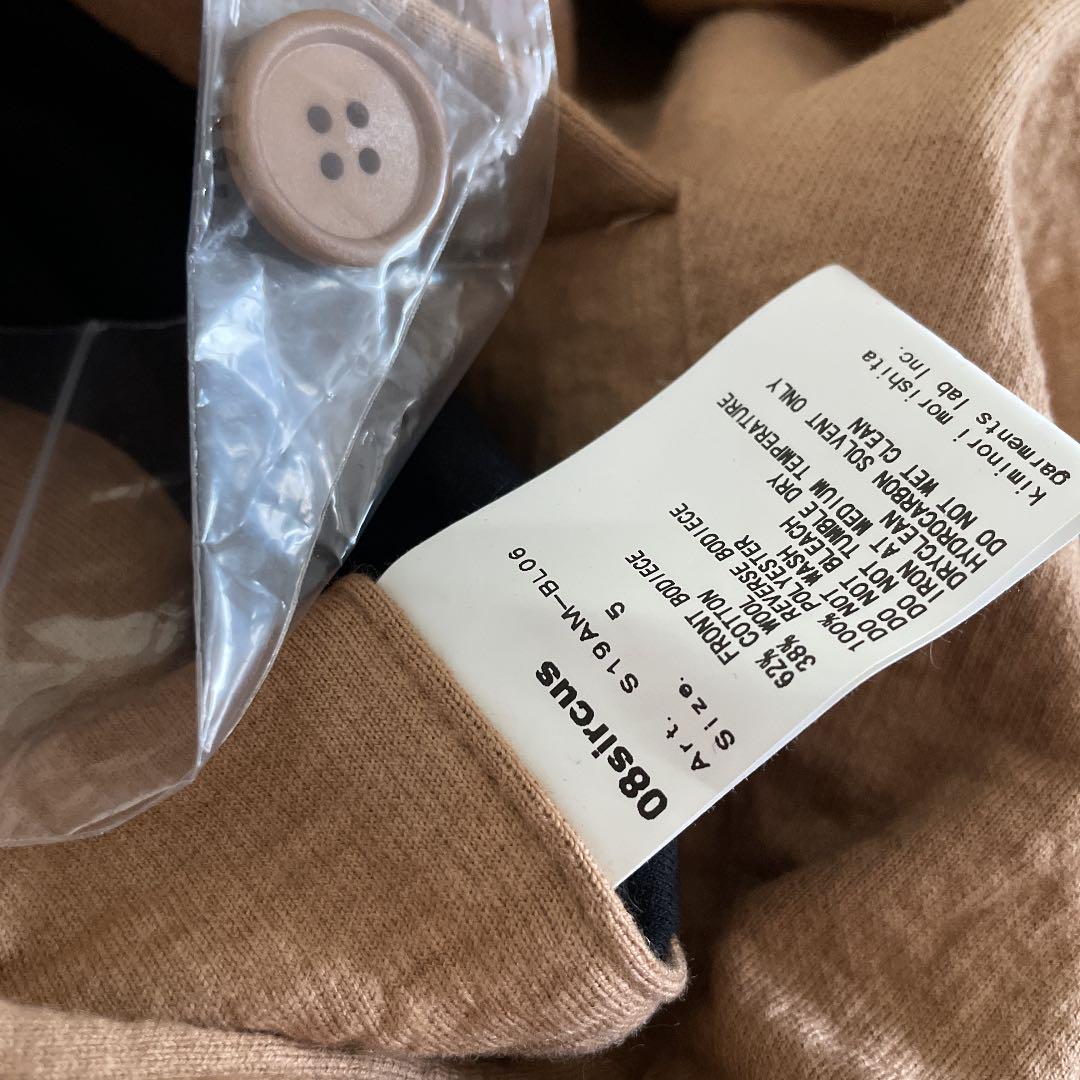 08sircus
Art. S19AM-BL06
Size. 5
FRONT BODIECE
62% COTTON
38% WOOL
REVERSE BODIECE
100% POLYESTER
DO NOT WASH
DO NOT BLEACH
DO NOT TUMBLE DRY
IRON AT MEDIUM TEMPERATURE
DRYCLEAN
HYDROCARBON SOLVENT ONLY
DO NOT WET CLEAN
kiminori morishita
garments lab Inc.